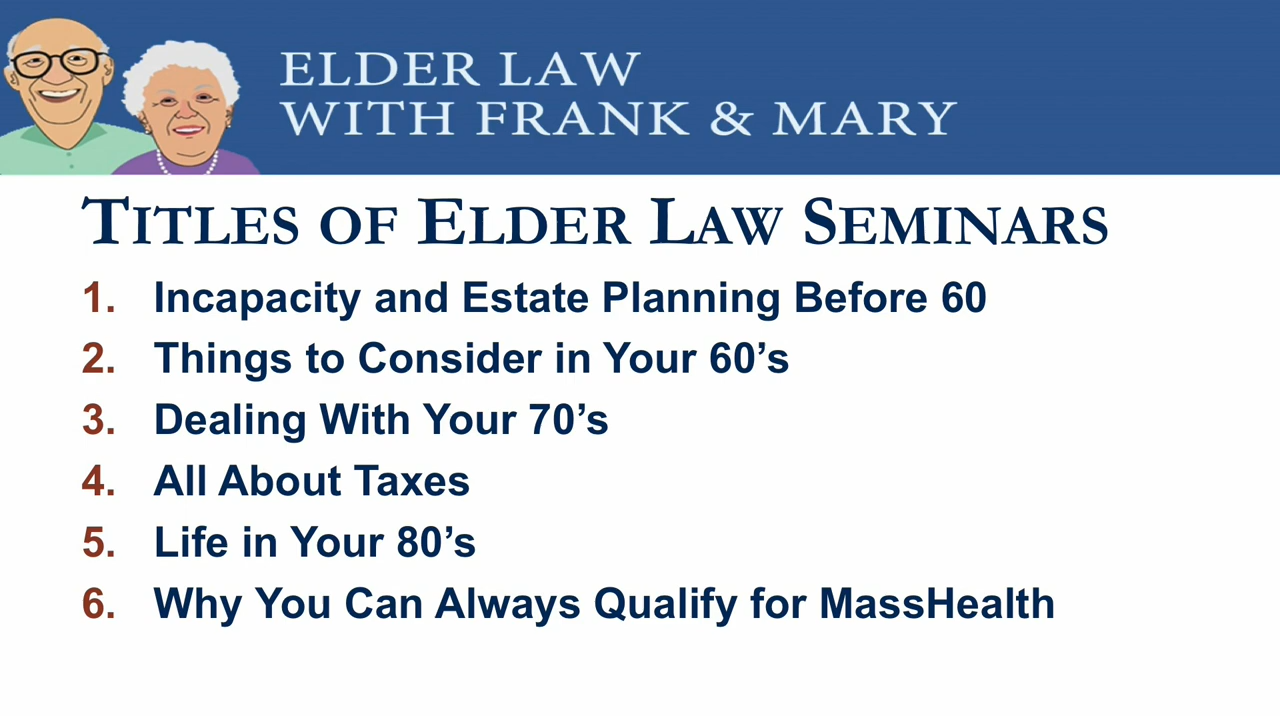 ELDER LAW
WITH FRANK & MARY
TITLES OF ELDER LAW SEMINARS
1. Incapacity and Estate Planning Before 60
2. Things to Consider in Your 60’s
3. Dealing With Your 70’s
4. All About Taxes
5. Life in Your 80’s
6. Why You Can Always Qualify for MassHealth